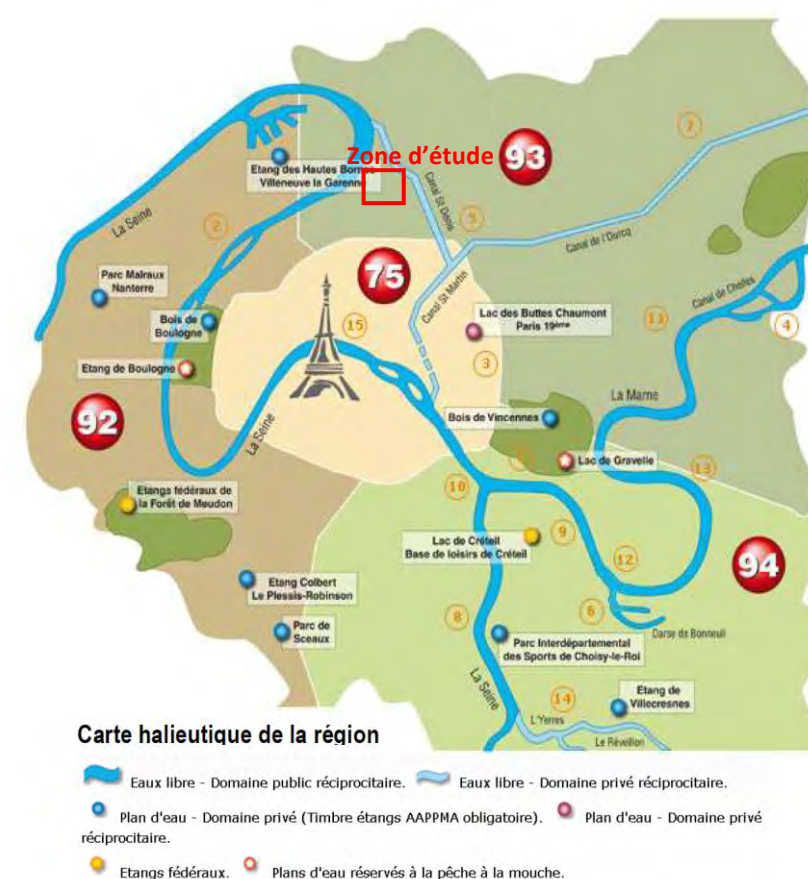 Zone d'étude
93
7
Etang des Hautes Bornes
Villeneuve la Garenne
La Seine
2
Canal St Denis
5
Canal de l'Ourcq
75
Canal St Martin
Parc Malraux
Nanterre
Canal de Chelles
Lac des Buttes Chaumont
Paris 19ème
11
4
Bois de
Boulogne
15
Etang de Boulogne
3
La Marne
92
Bois de Vincennes
La Seine
Lac de Gravelle
13
Etangs fédéraux de
la Forêt de Meudon
10
Lac de Créteil
Base de loisirs de Créteil
9
12
94
Etang Colbert
Le Plessis-Robinson
6
Parc de
Sceaux
8
Darse de Bonneuil
Parc Interdépartemental
des Sports de Choisy-le-Roi
La Seine
14
Etang de
Villecresnes
L'Yerres
Le Réveillon
Carte halieutique de la région
Eaux libre - Domaine public réciprocitaire. Eaux libre - Domaine privé réciprocitaire.
Plan d'eau - Domaine privé (Timbre étangs AAPPMA obligatoire). Plan d'eau - Domaine privé
réciprocitaire.
Etangs fédéraux. Plans d'eau réservés à la pêche à la mouche.